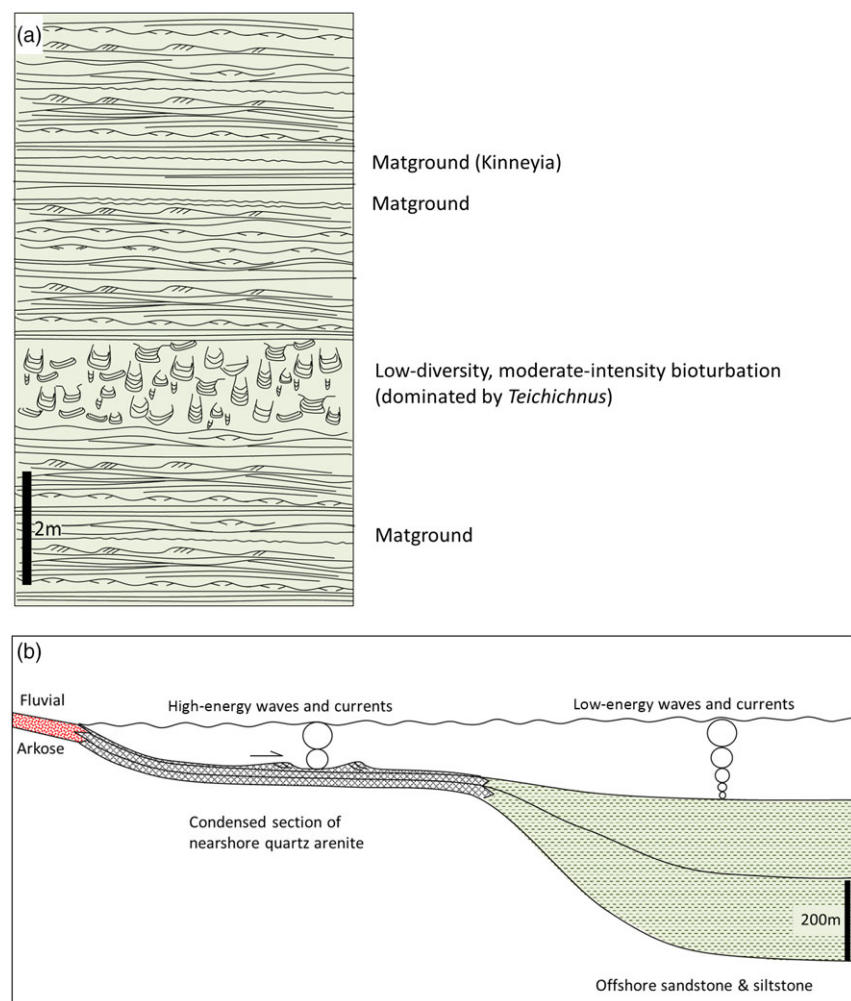 (a)
Matground (Kinneyia)
Matground
Low-diversity, moderate-intensity bioturbation
(dominated by Teichichnus)
2m
Matground
(b)
Fluvial
High-energy waves and currents
Low-energy waves and currents
Arkose
Condensed section of
nearshore quartz arenite
200m
Offshore sandstone & siltstone